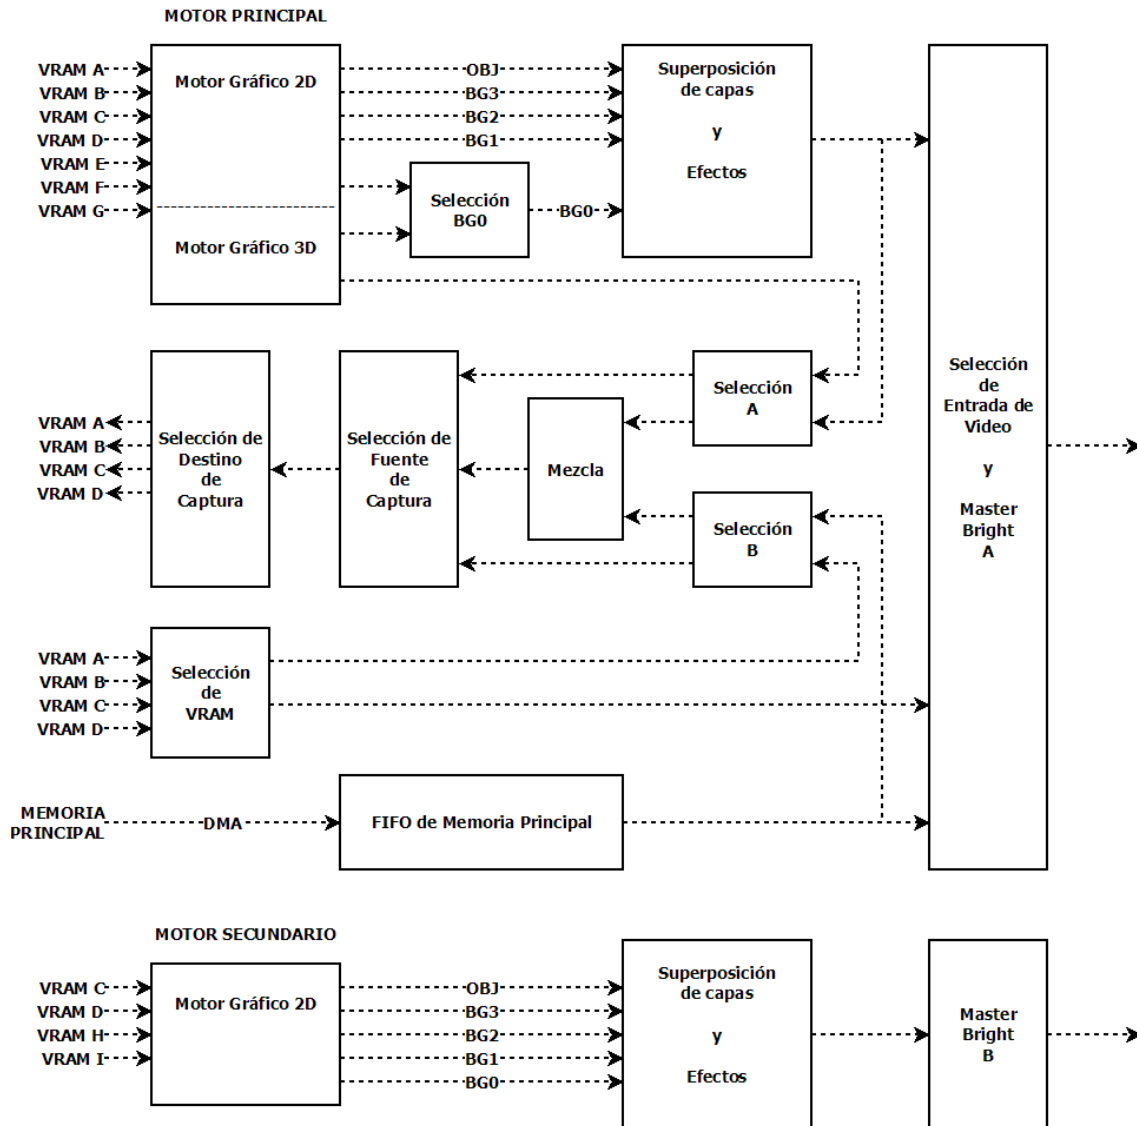 MOTOR PRINCIPAL
VRAM A
VRAM B
VRAM C
VRAM D
VRAM E
VRAM F
VRAM G
Motor Gráfico 2D
Motor Gráfico 3D
OBJ
BG3
BG2
BG1
Selección
BG0
BG0
Superposición
de capas
y
Efectos
VRAM A
VRAM B
VRAM C
VRAM D
Selección de
Destino
de
Captura
Selección de
Fuente
de
Captura
Mezcla
Selección
A
Selección
B
Selección
de
Entrada de
Video
y
Master
Bright
A
VRAM A
VRAM B
VRAM C
VRAM D
Selección
de
VRAM
MEMORIA
PRINCIPAL
DMA
FIFO de Memoria Principal
MOTOR SECUNDARIO
VRAM C
VRAM D
VRAM H
VRAM I
Motor Gráfico 2D
OBJ
BG3
BG2
BG1
BG0
Superposición
de capas
y
Efectos
Master
Bright
B